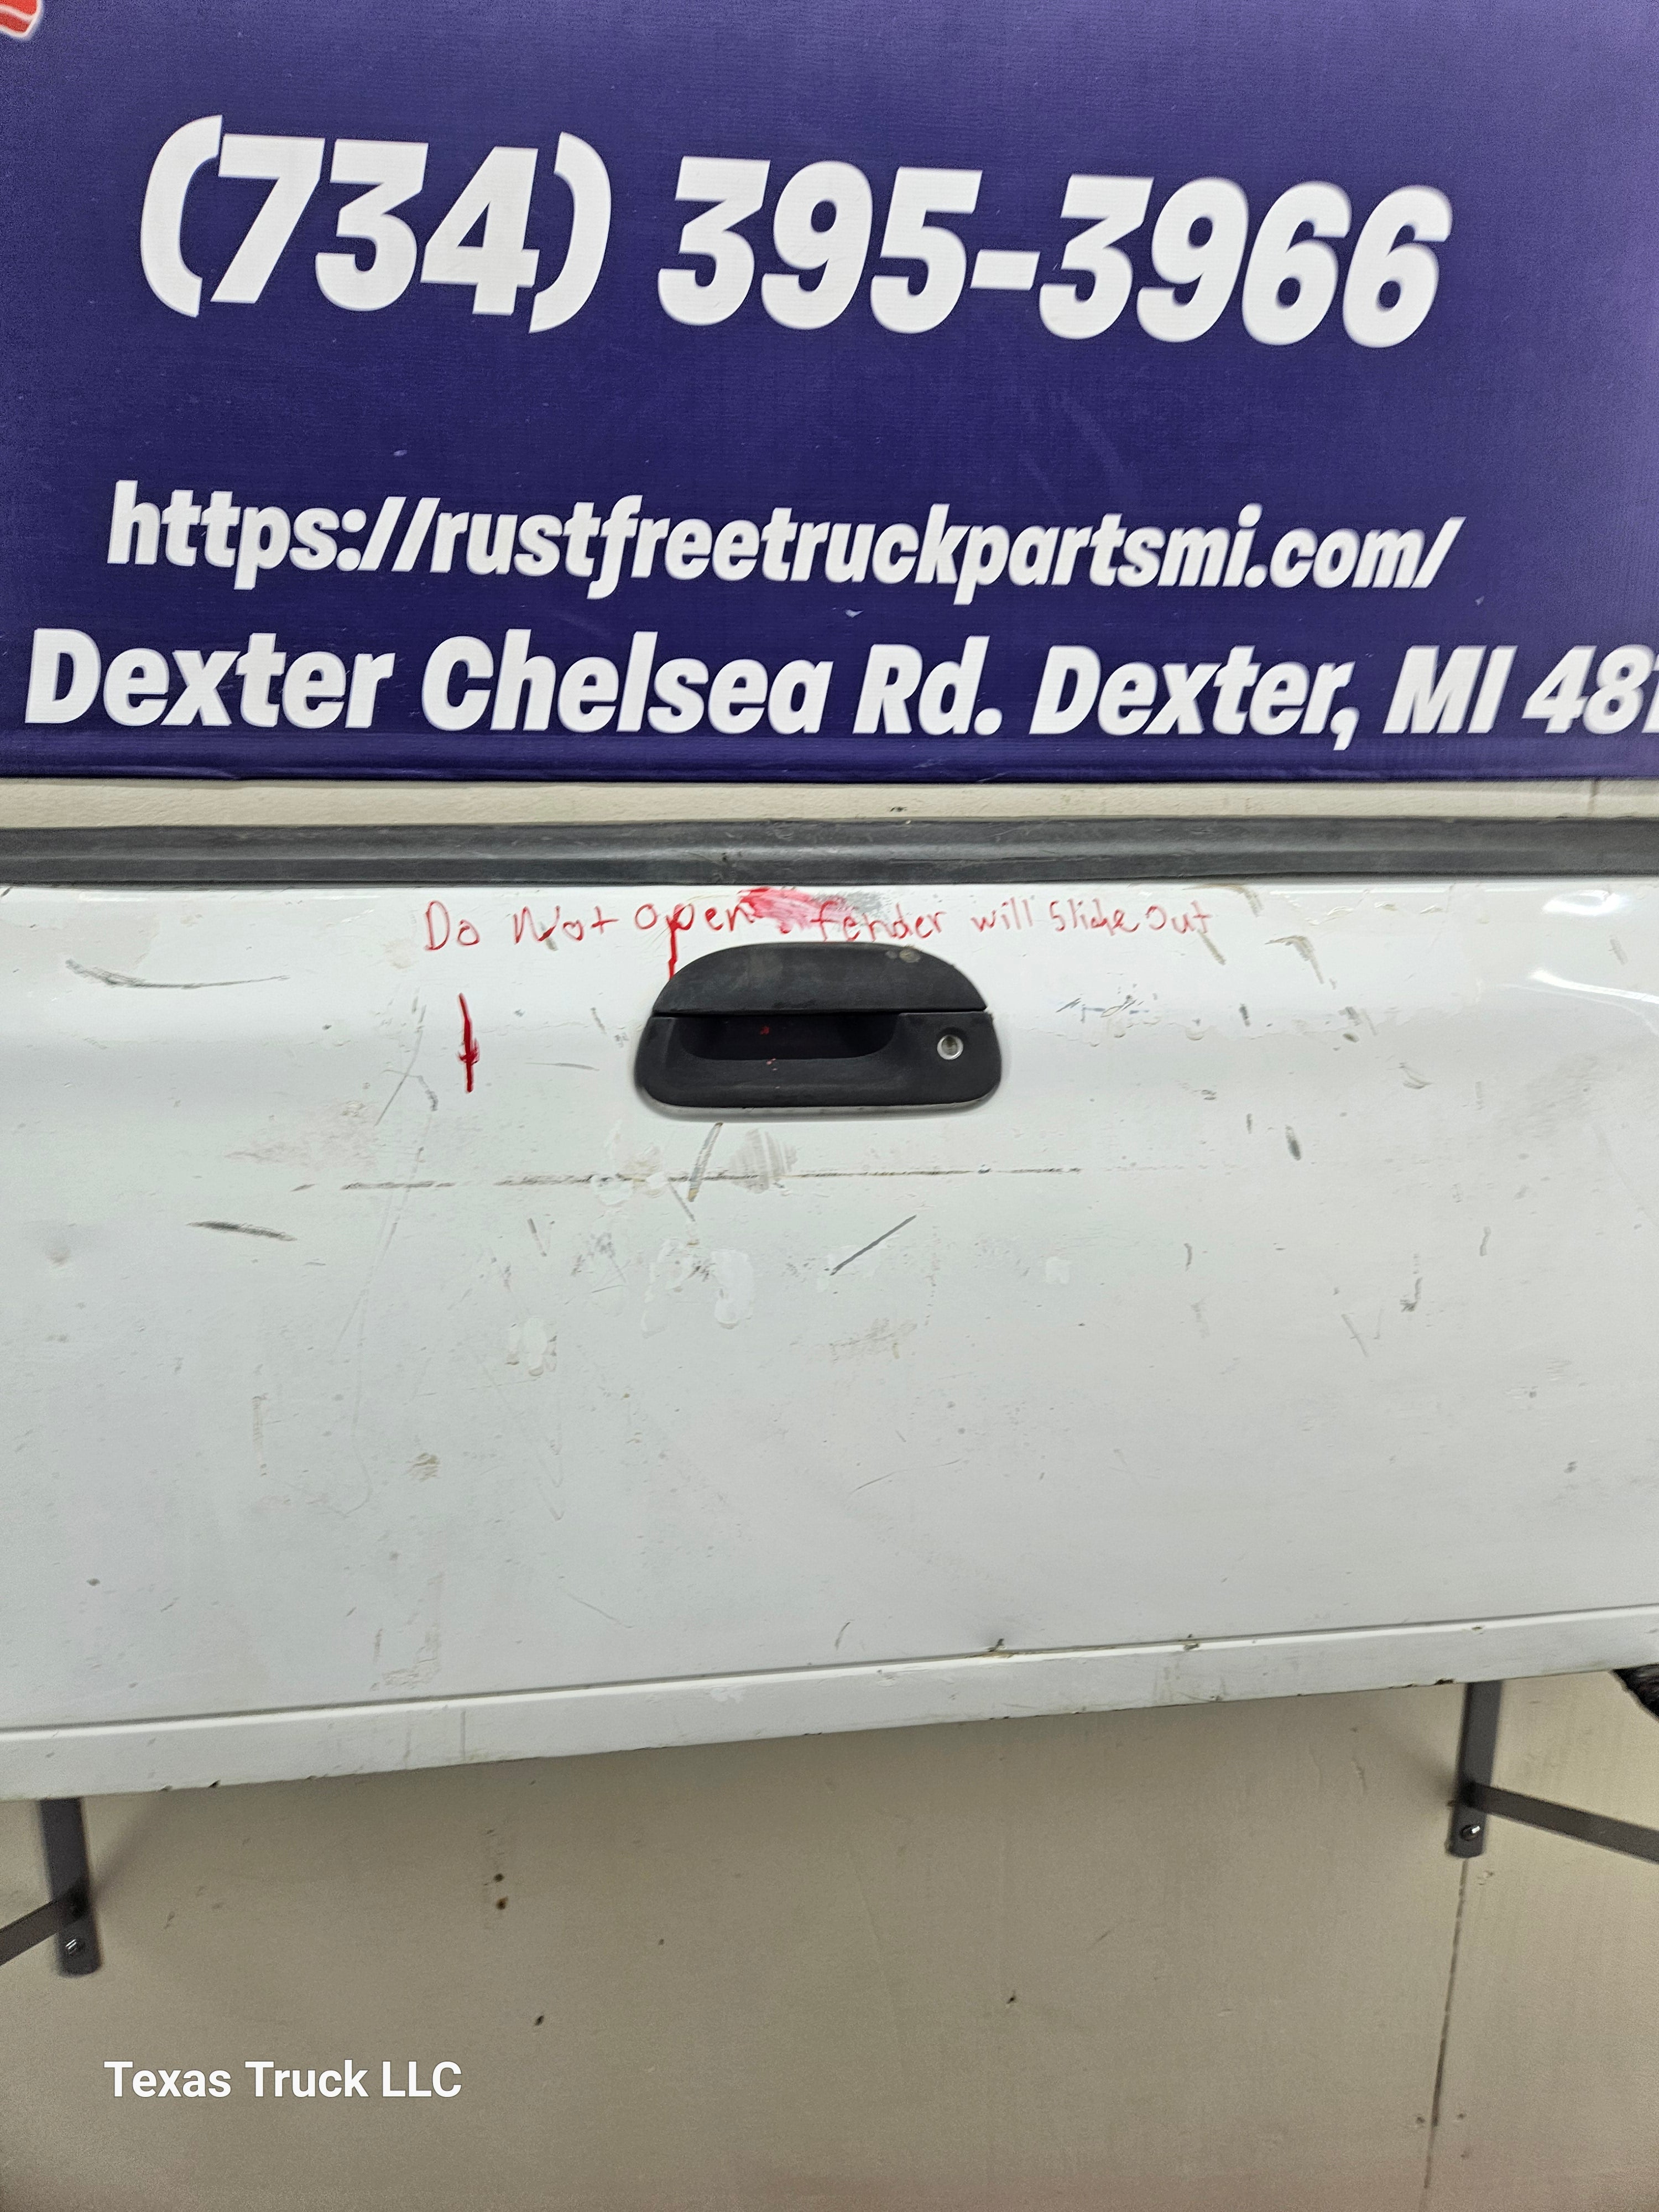 (734) 395-3966
https://rustfreetruckpartsmi.com/
Dexter Chelsea Rd. Dexter, MI 481
Do Not open fender will slide out
Texas Truck LLC